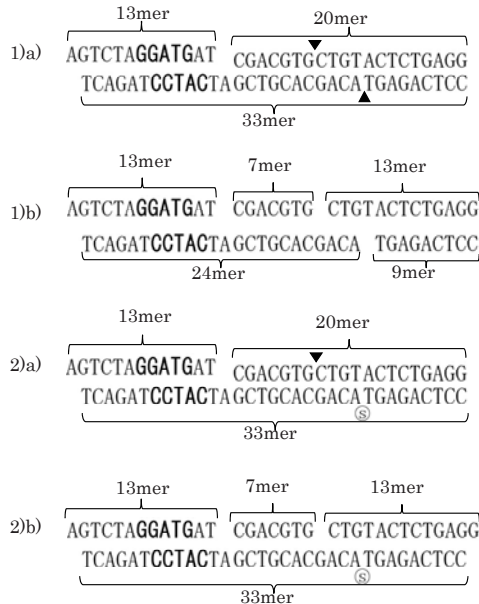 13mer 20mer
1)a) AGTCTAGGATGAT CGACGTGCTGTACTCTGAGG
TCAGATCCTACTAGCTGCACGACATGAGACTCC
33mer
13mer 7mer 13mer
1)b) AGTCTAGGATGAT CGACGTG CTGTACTCTGAGG
TCAGATCCTACTAGCTGCACGACA TGAGACTCC
24mer 9mer
13mer 20mer
2)a) AGTCTAGGATGAT CGACGTGCTGTACTCTGAGG
TCAGATCCTACTAGCTGCACGACATGAGACTCC
S
33mer
13mer 7mer 13mer
2)b) AGTCTAGGATGAT CGACGTG CTGTACTCTGAGG
TCAGATCCTACTAGCTGCACGACATGAGACTCC
S
33mer